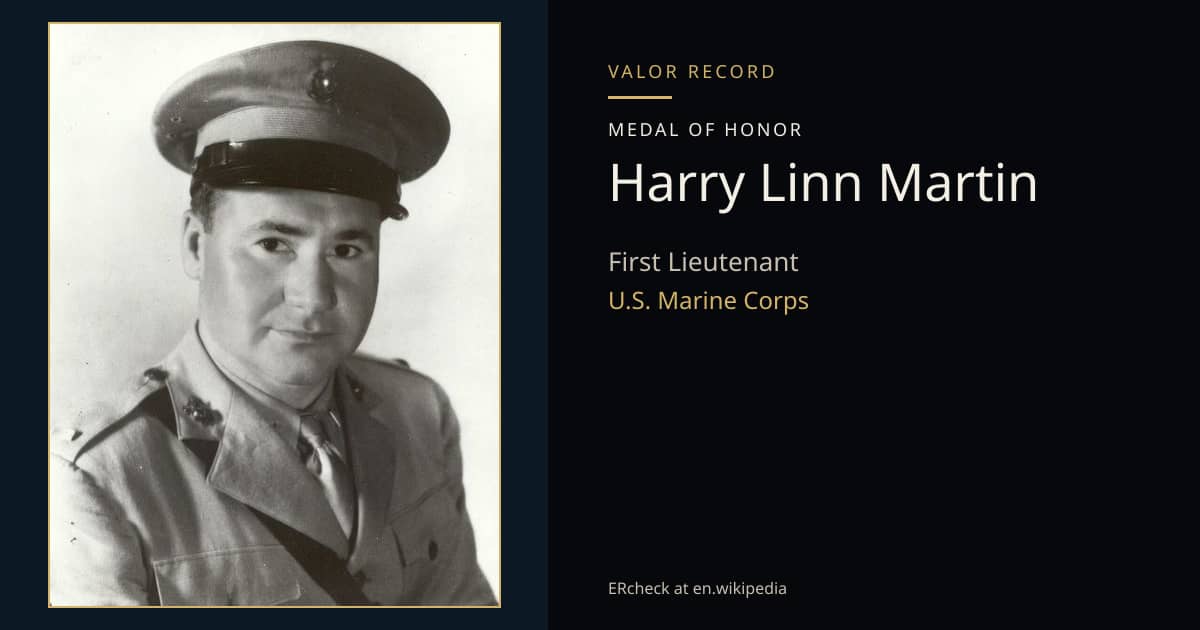 VALOR RECORD
MEDAL OF HONOR
Harry Linn Martin
First Lieutenant
U.S. Marine Corps
ERcheck at en.wikipedia